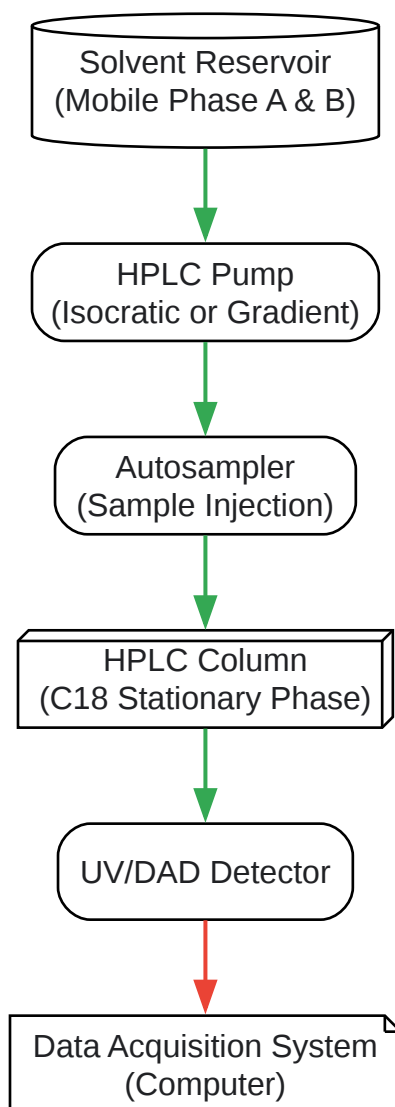 Solvent Reservoir
(Mobile Phase A & B)
HPLC Pump
(Isocratic or Gradient)
Autosampler
(Sample Injection)
HPLC Column
(C18 Stationary Phase)
UV/DAD Detector
Data Acquisition System
(Computer)